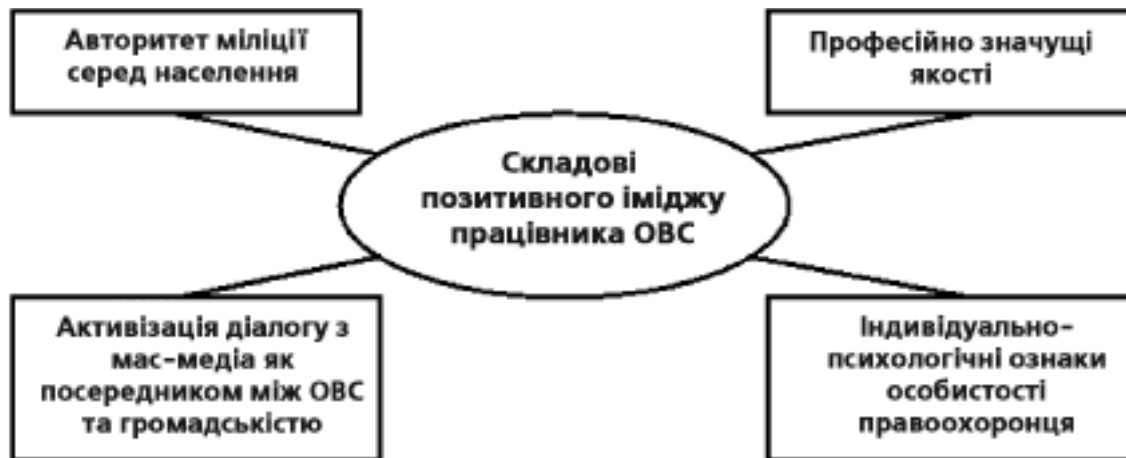 Авторитет міліції
серед населення
Професійно значущі
якості
Складові
позитивного іміджу
працівника ОВС
Активізація діалогу з
мас-медіа як
посередником між ОВС
та громадськістю
Індивідуально-
психологічні ознаки
особистості
правоохоронця